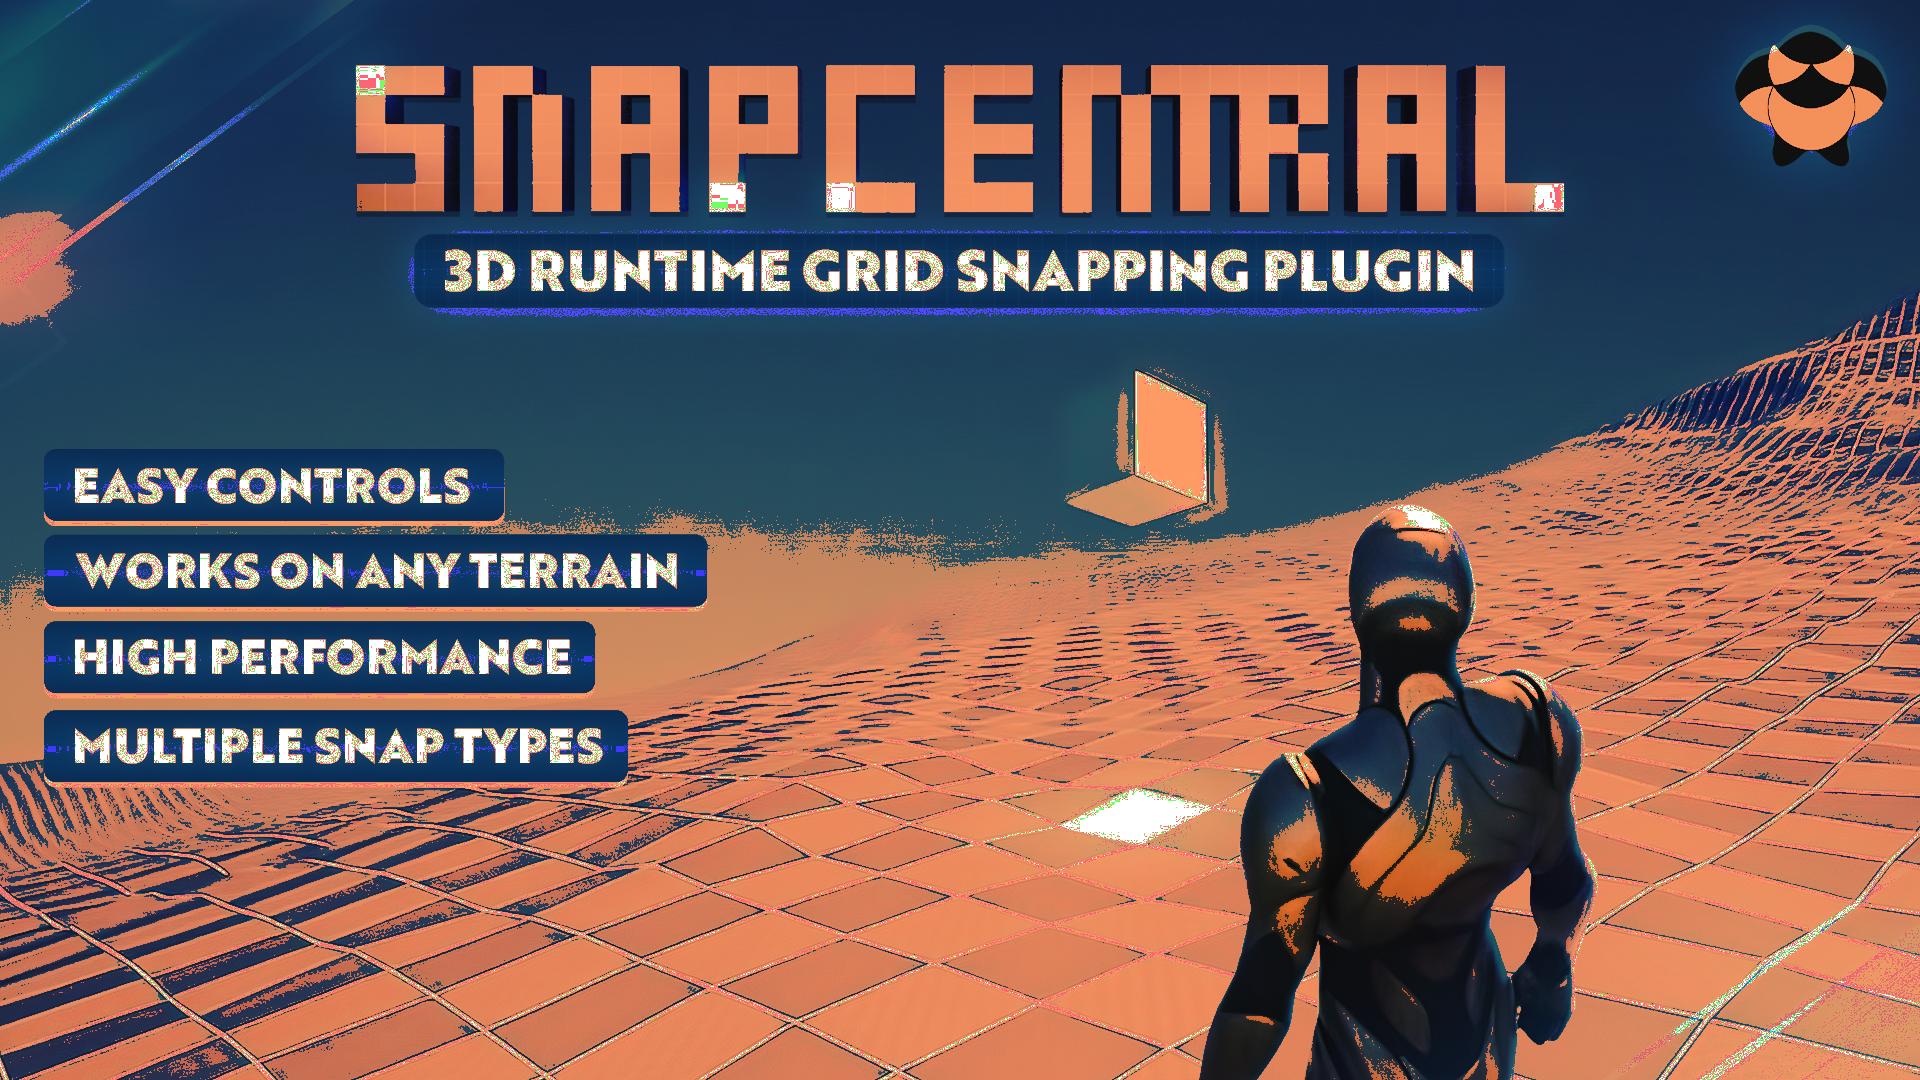 SNAPCENTRAL
3D RUNTIME GRID SNAPPING PLUGIN
EASY CONTROLS
WORKS ON ANY TERRAIN
HIGH PERFORMANCE
MULTIPLE SNAP TYPES